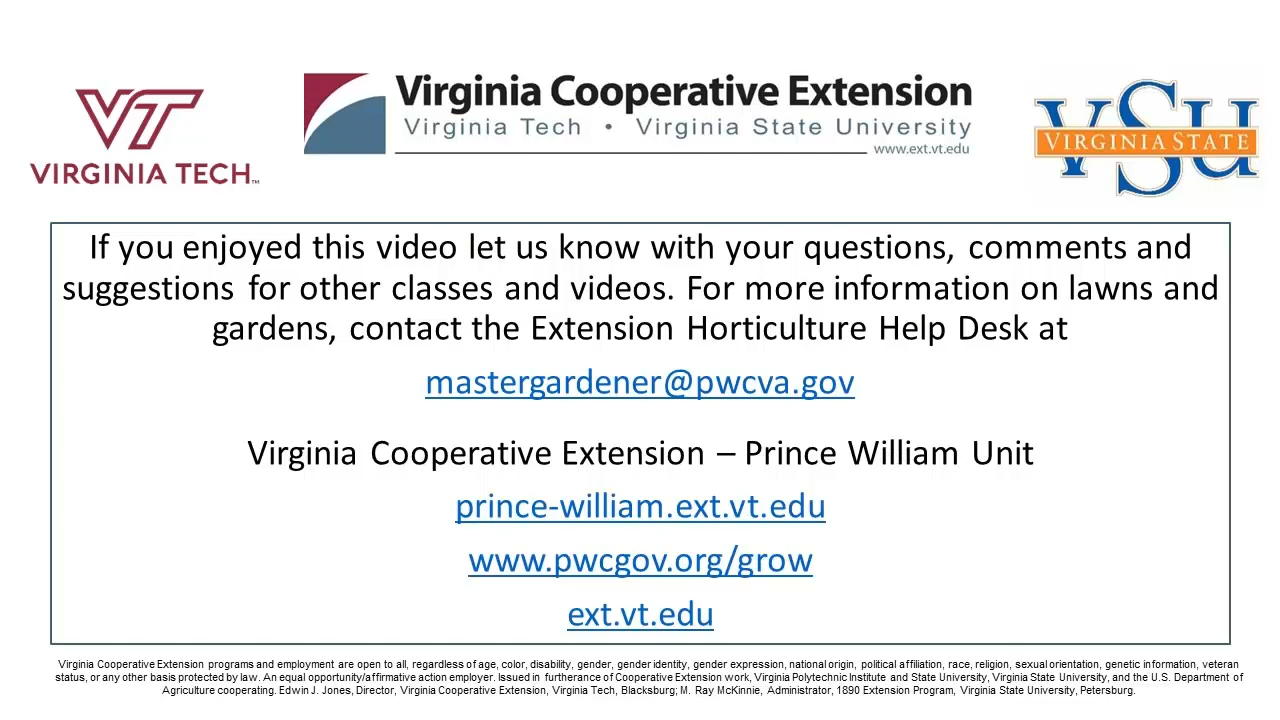 VT
VIRGINIA TECH™
Virginia Cooperative Extension
Virginia Tech • Virginia State University
www.ext.vt.edu
VSU
VIRGINIA STATE
If you enjoyed this video let us know with your questions, comments and
suggestions for other classes and videos. For more information on lawns and
gardens, contact the Extension Horticulture Help Desk at
mastergardener@pwcva.gov
Virginia Cooperative Extension – Prince William Unit
prince-william.ext.vt.edu
www.pwcgov.org/grow
ext.vt.edu
Virginia Cooperative Extension programs and employment are open to all, regardless of age, color, disability, gender, gender identity, gender expression, national origin, political affiliation, race, religion, sexual orientation, genetic information, veteran
status, or any other basis protected by law. An equal opportunity/affirmative action employer. Issued in furtherance of Cooperative Extension work, Virginia Polytechnic Institute and State University, Virginia State University, and the U.S. Department of
Agriculture cooperating. Edwin J. Jones, Director, Virginia Cooperative Extension, Virginia Tech, Blacksburg; M. Ray McKinnie, Administrator, 1890 Extension Program, Virginia State University, Petersburg.